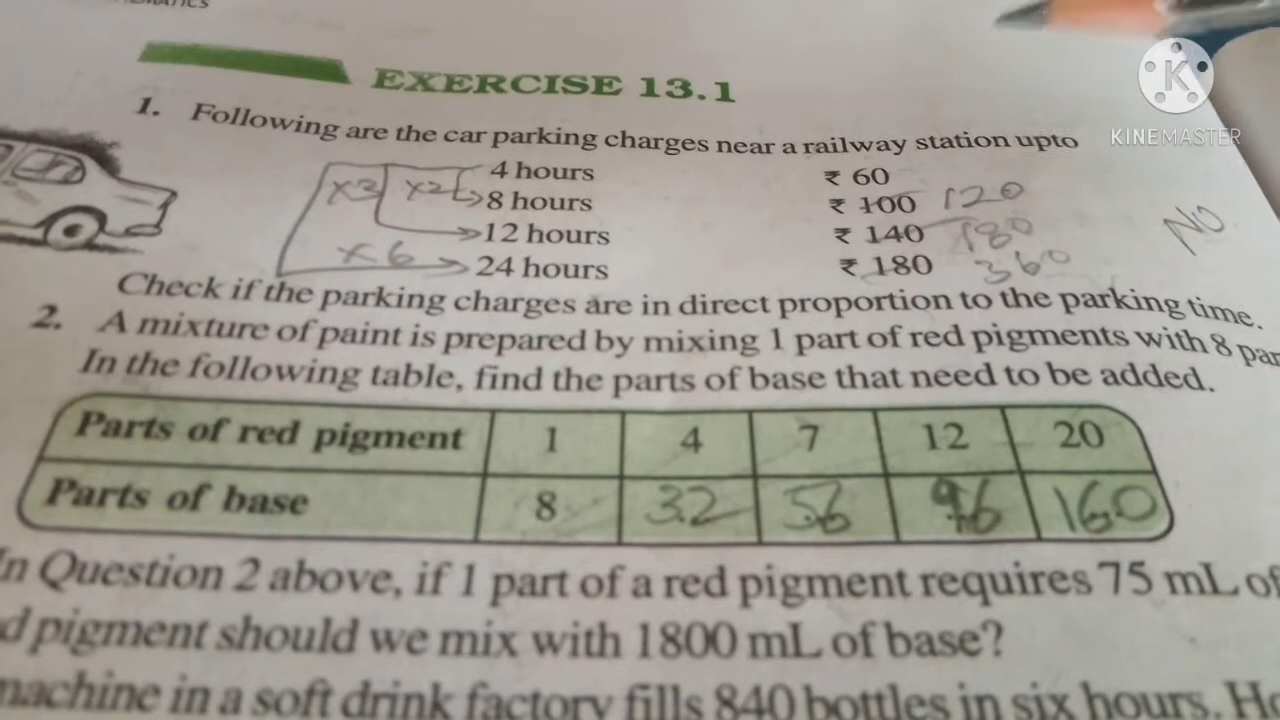 EXERCISE 13.1
KINEMASTER
1. Following are the car parking charges near a railway station upto
4 hours ₹ 60
×3 ×2 8 hours ₹ 100 120
12 hours ₹ 140 180
×6 24 hours ₹ 180 360
NO
Check if the parking charges are in direct proportion to the parking time.
2. A mixture of paint is prepared by mixing 1 part of red pigments with 8
In the following table, find the parts of base that need to be added.
Parts of red pigment 1 4 7 12 20
Parts of base 8 32 56 96 160
In Question 2 above, if 1 part of a red pigment requires 75 mL of
pigment should we mix with 1800 mL of base?
machine in a soft drink factory fills 840 bottles in six hours.